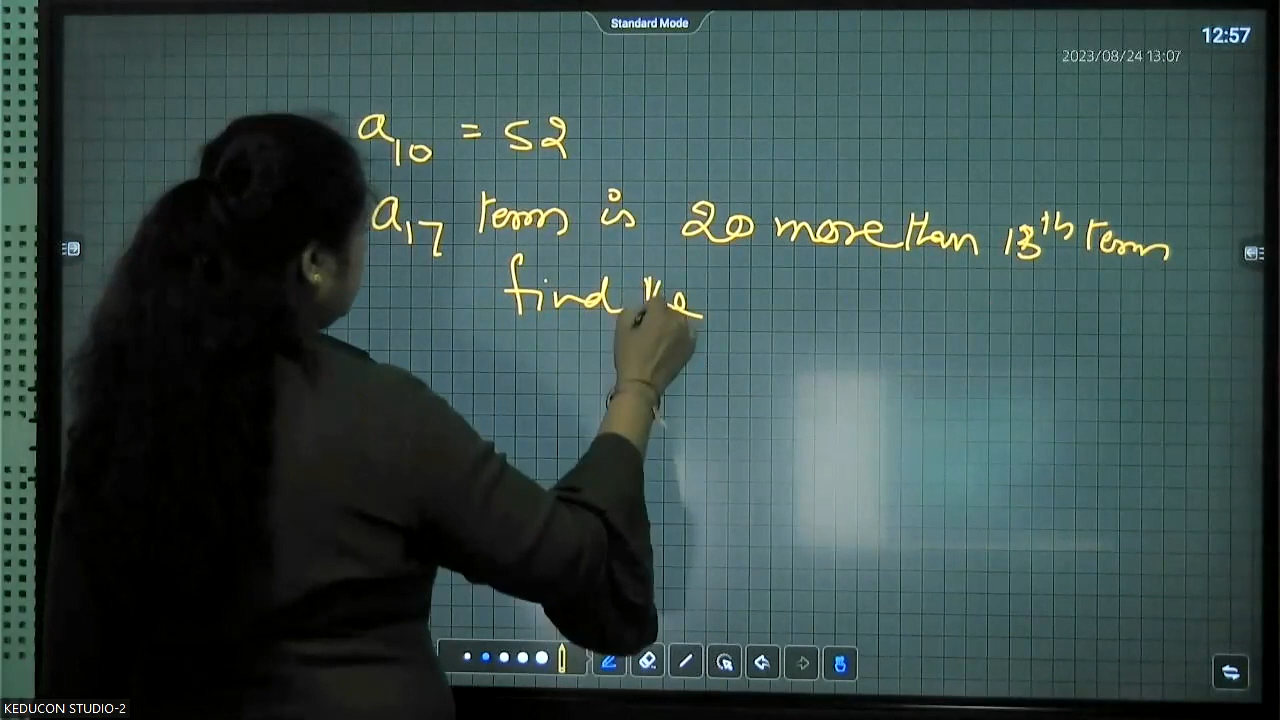 Standard Mode
12:57
2023/08/24 13:07
a10 = 52
a17 term is 20 more than 13th term
find the
KEDUCON STUDIO-2